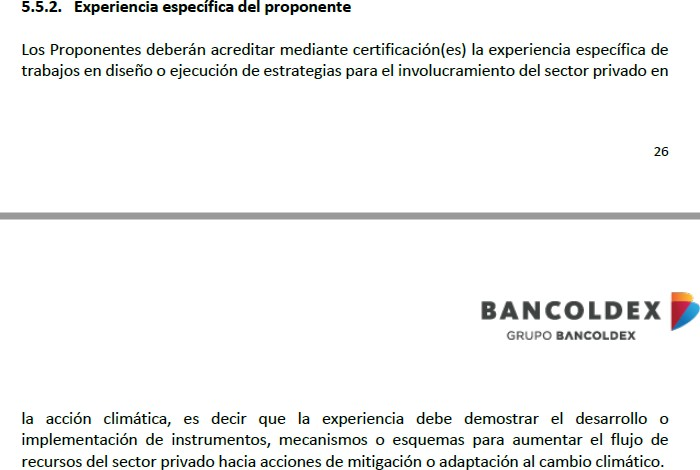 5.5.2. Experiencia específica del proponente
Los Proponentes deberán acreditar mediante certificación(es) la experiencia específica de
trabajos en diseño o ejecución de estrategias para el involucramiento del sector privado en
26
BANCOLDEX
GRUPO BANCOLDEX
la acción climática, es decir que la experiencia debe demostrar el desarrollo o
implementación de instrumentos, mecanismos o esquemas para aumentar el flujo de
recursos del sector privado hacia acciones de mitigación o adaptación al cambio climático.